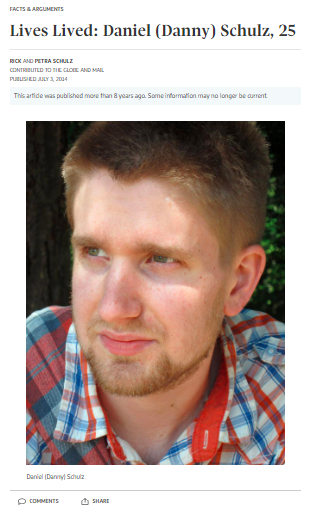 FACTS & ARGUMENTS
Lives Lived: Daniel (Danny) Schulz, 25
RICK AND PETRA SCHULZ
CONTRIBUTED TO THE GLOBE AND MAIL
PUBLISHED JULY 3, 2014
This article was published more than 8 years ago. Some information may no longer be current.
Daniel (Danny) Schulz
COMMENTS SHARE